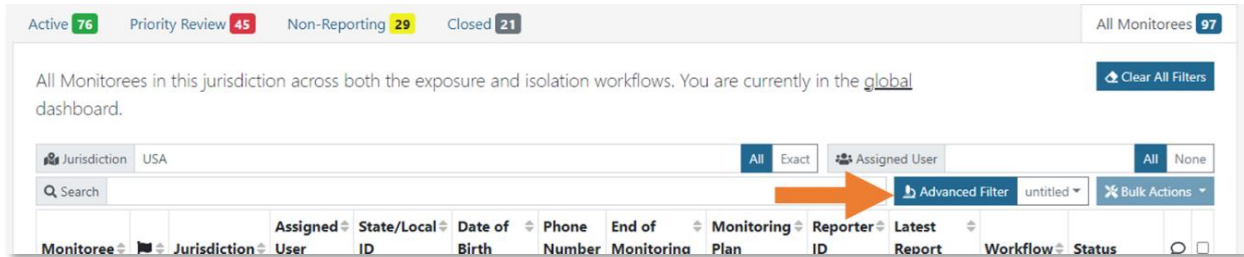 Active 76 Priority Review 45 Non-Reporting 29 Closed 21 All Monitorees 97
All Monitorees in this jurisdiction across both the exposure and isolation workflows. You are currently in the global
dashboard.
Clear All Filters
Jurisdiction USA All Exact Assigned User All None
Search Advanced Filter untitled Bulk Actions
Assigned State/Local Date of Phone End of Monitoring Reporter Latest
Monitoree Jurisdiction User ID Birth Number Monitoring Plan ID Report Workflow Status